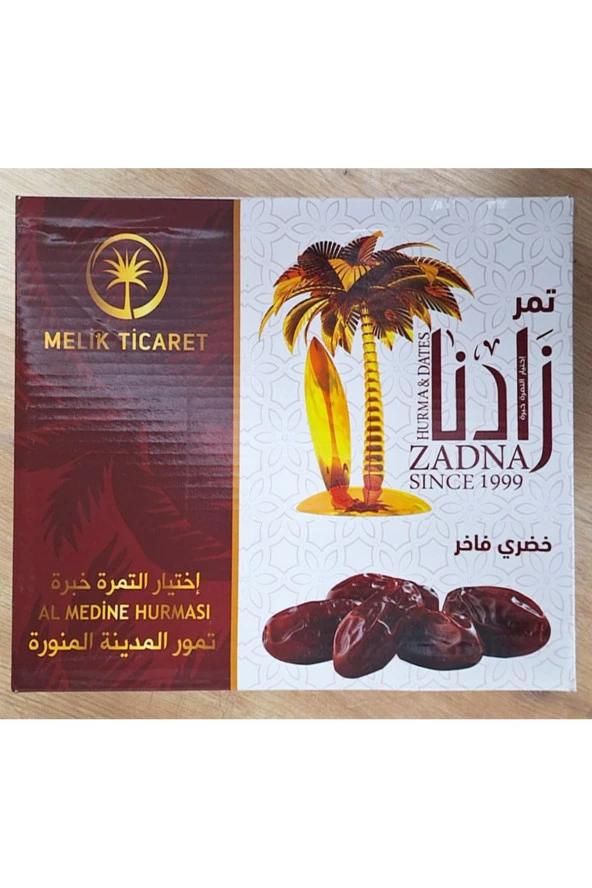 MELİK TİCARET
إختيار التمرة خبرة
AL MEDİNE HURMASI
تمور المدينة المنورة
تمر
زَادنا
إختيار التمرة خبرة
HURMA & DATES
ZADNA
SINCE 1999
خضري فاخر